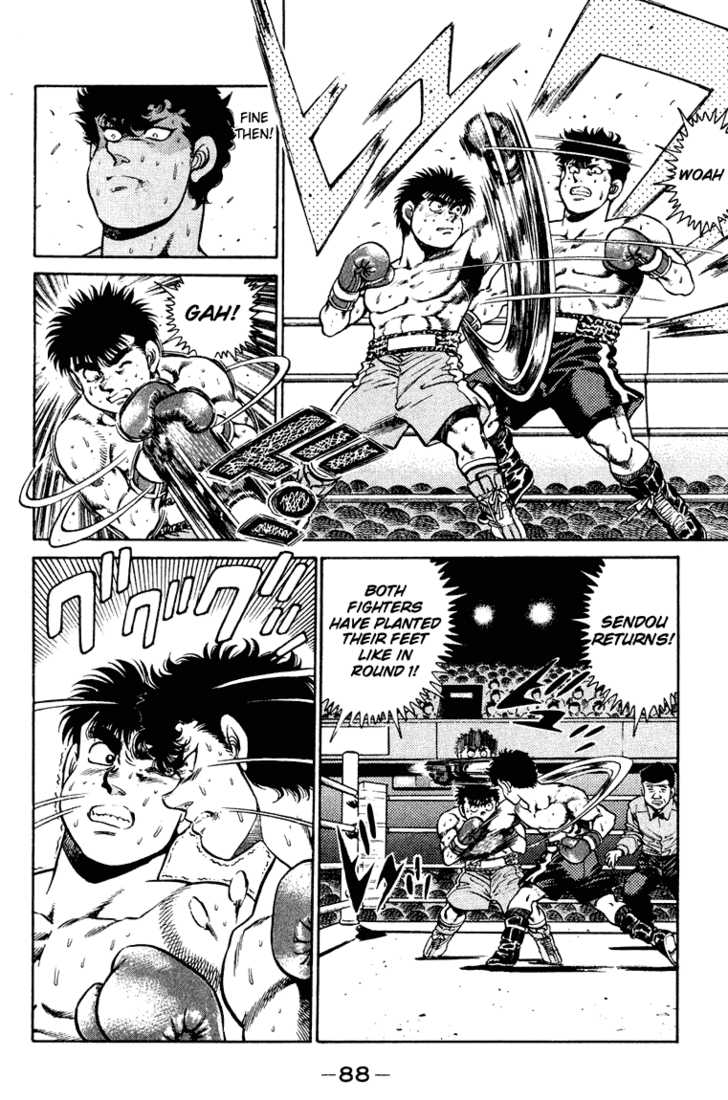 WOAH
FINE
THEN!
GAH!
SENDOU
RETURNS!
BOTH
FIGHTERS
HAVE PLANTED
THEIR FEET
LIKE IN
ROUND 1!
—88—